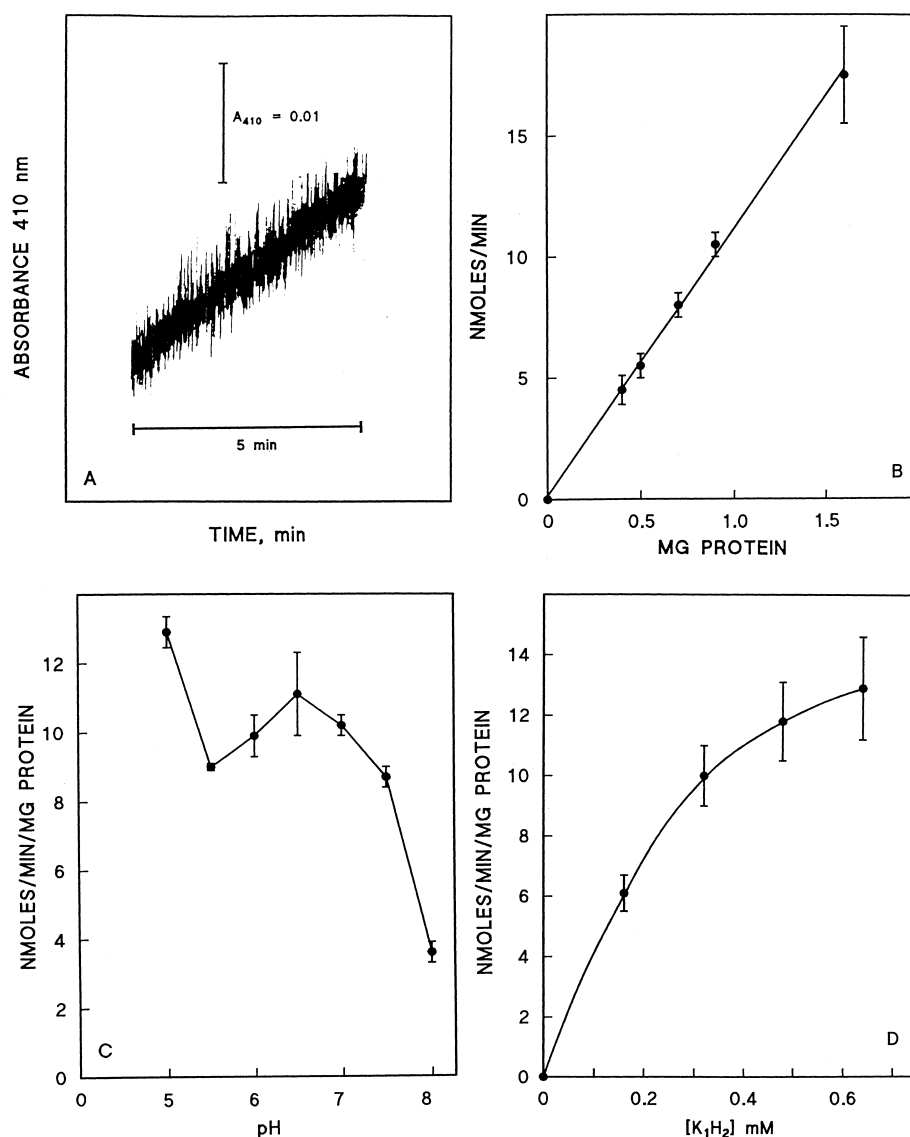 ABSORBANCE 410 nm
A410 = 0.01
5 min
A
TIME, min
NMOLES/MIN
15
10
5
0
0 0.5 1.0 1.5
B
MG PROTEIN
NMOLES/MIN/MG PROTEIN
12
10
8
6
4
2
0
C
0 5 6 7 8
pH
NMOLES/MIN/MG PROTEIN
14
12
10
8
6
4
2
0
D
0 0.2 0.4 0.6
[K1H2] mM